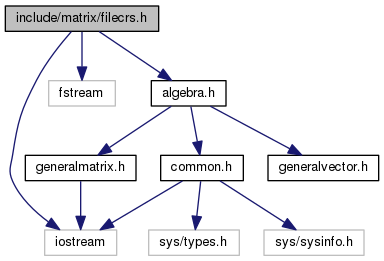 include/matrix/filecrs.h
fstream
algebra.h
generalmatrix.h
common.h
generalvector.h
iostream
sys/types.h
sys/sysinfo.h